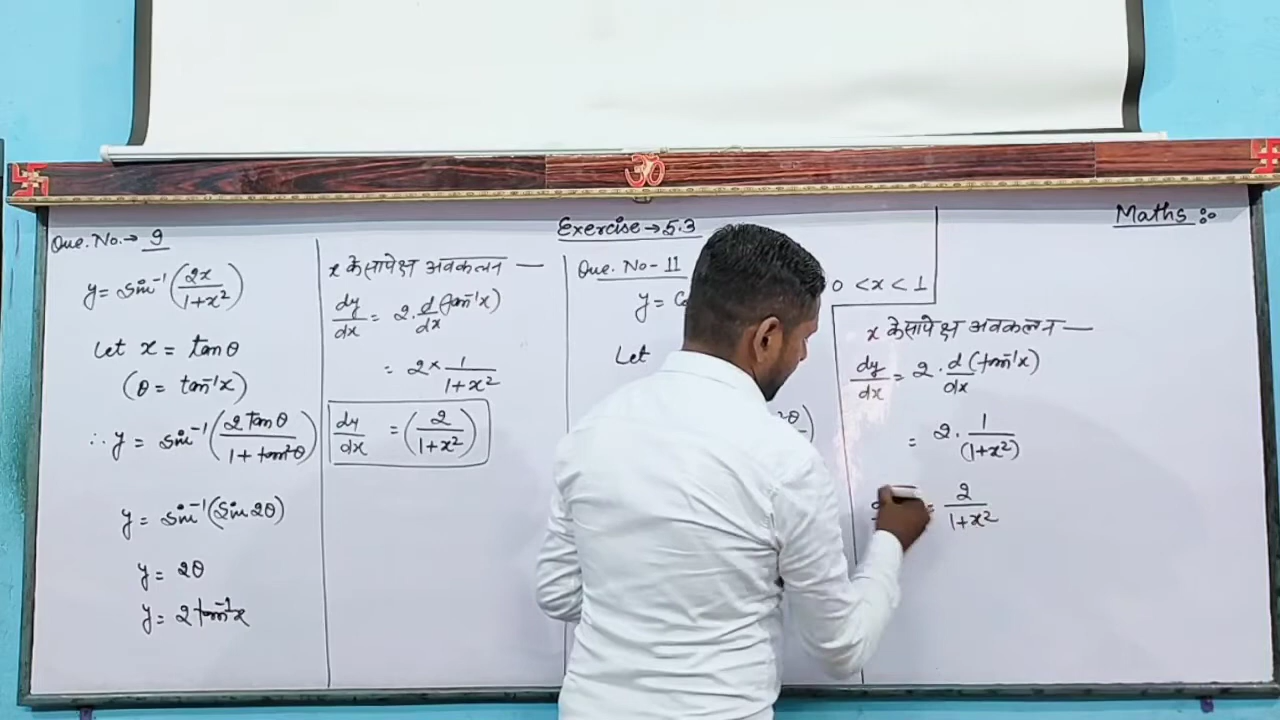 Exercise → 5.3
Maths :-
Que. No. → 9
y = sin⁻¹(2x/(1+x²))
Let x = tanθ
(θ = tan⁻¹x)
∴ y = sin⁻¹(2tanθ/(1+tan²θ))
y = sin⁻¹(sin2θ)
y = 2θ
y = 2tan⁻¹x
x के सापेक्ष अवकलन —
dy/dx = 2·d/dx(tan⁻¹x)
= 2×1/(1+x²)
dy/dx = (2/(1+x²))
Que. No - 11
y =
0 < x < 1
Let
x के सापेक्ष अवकलन —
dy/dx = 2·d/dx(tan⁻¹x)
= 2·1/(1+x²)
= 2/(1+x²)
ॐ